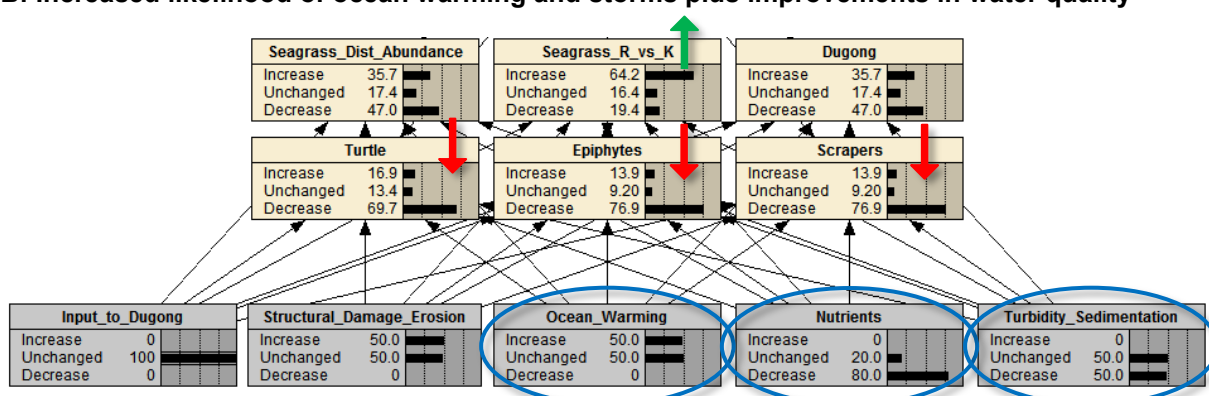 B. Increased likelihood of ocean warming and storms plus improvements in water quality
Seagrass_Dist_Abundance
Increase 35.7
Unchanged 17.4
Decrease 47.0
Seagrass_R_vs_K
Increase 64.2
Unchanged 16.4
Decrease 19.4
Dugong
Increase 35.7
Unchanged 17.4
Decrease 47.0
Turtle
Increase 16.9
Unchanged 13.4
Decrease 69.7
Epiphytes
Increase 13.9
Unchanged 9.20
Decrease 76.9
Scrapers
Increase 13.9
Unchanged 9.20
Decrease 76.9
Input_to_Dugong
Increase 0
Unchanged 100
Decrease 0
Structural_Damage_Erosion
Increase 50.0
Unchanged 50.0
Decrease 0
Ocean_Warming
Increase 50.0
Unchanged 50.0
Decrease 0
Nutrients
Increase 0
Unchanged 20.0
Decrease 80.0
Turbidity_Sedimentation
Increase 0
Unchanged 50.0
Decrease 50.0